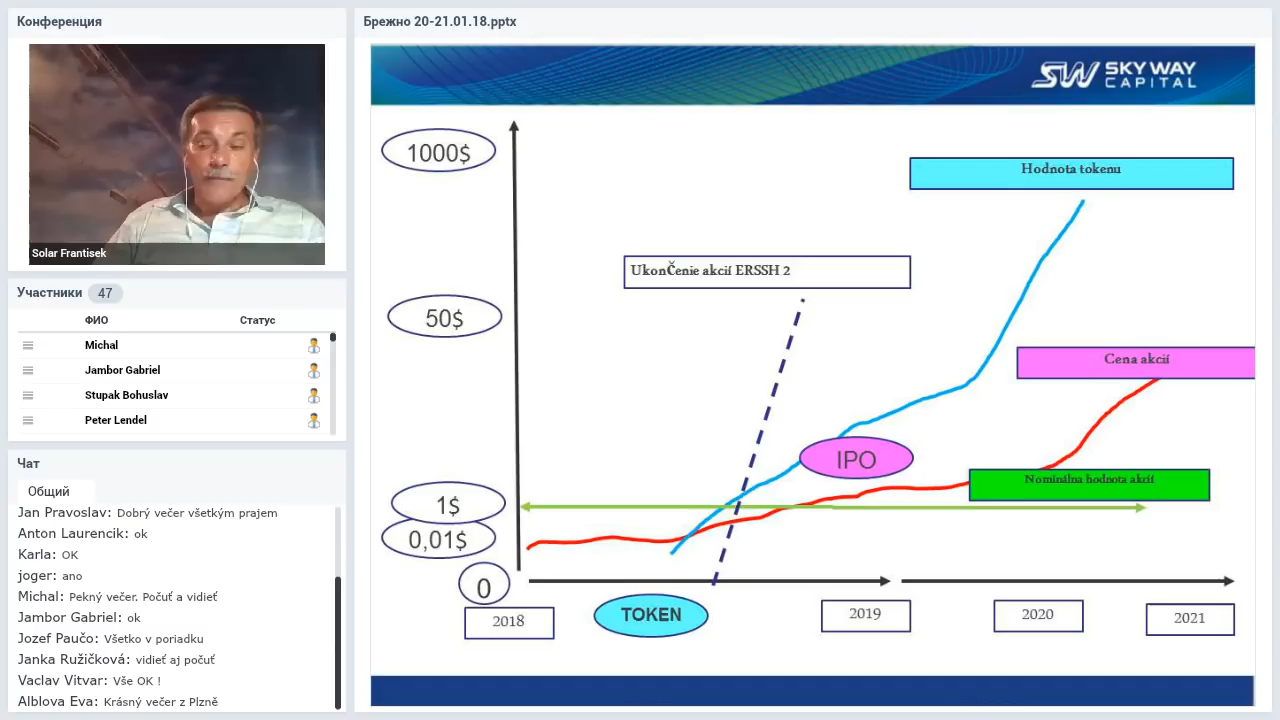 Конференция
Solar Frantisek
Участники 47
ФИО Статус
Michal
Jambor Gabriel
Stupak Bohuslav
Peter Lendel
Чат
Общий
Jan Pravoslav: Dobrý večer všetkým prajem
Anton Laurencik: ok
Karla: OK
joger: ano
Michal: Pekný večer. Počuť a vidieť
Jambor Gabriel: ok
Jozef Paučo: Všetko v poriadku
Janka Ružičková: vidieť aj počuť
Vaclav Vitvar: Vše OK !
Alblova Eva: Krásný večer z Plzně
Брежно 20-21.01.18.pptx
SW SKY WAY
CAPITAL
1000$
Hodnota tokenu
UkonČenie akcií ERSSH 2
50$
Cena akcií
IPO
Nominálna hodnota akcií
1$
0,01$
0
2018
TOKEN
2019
2020
2021